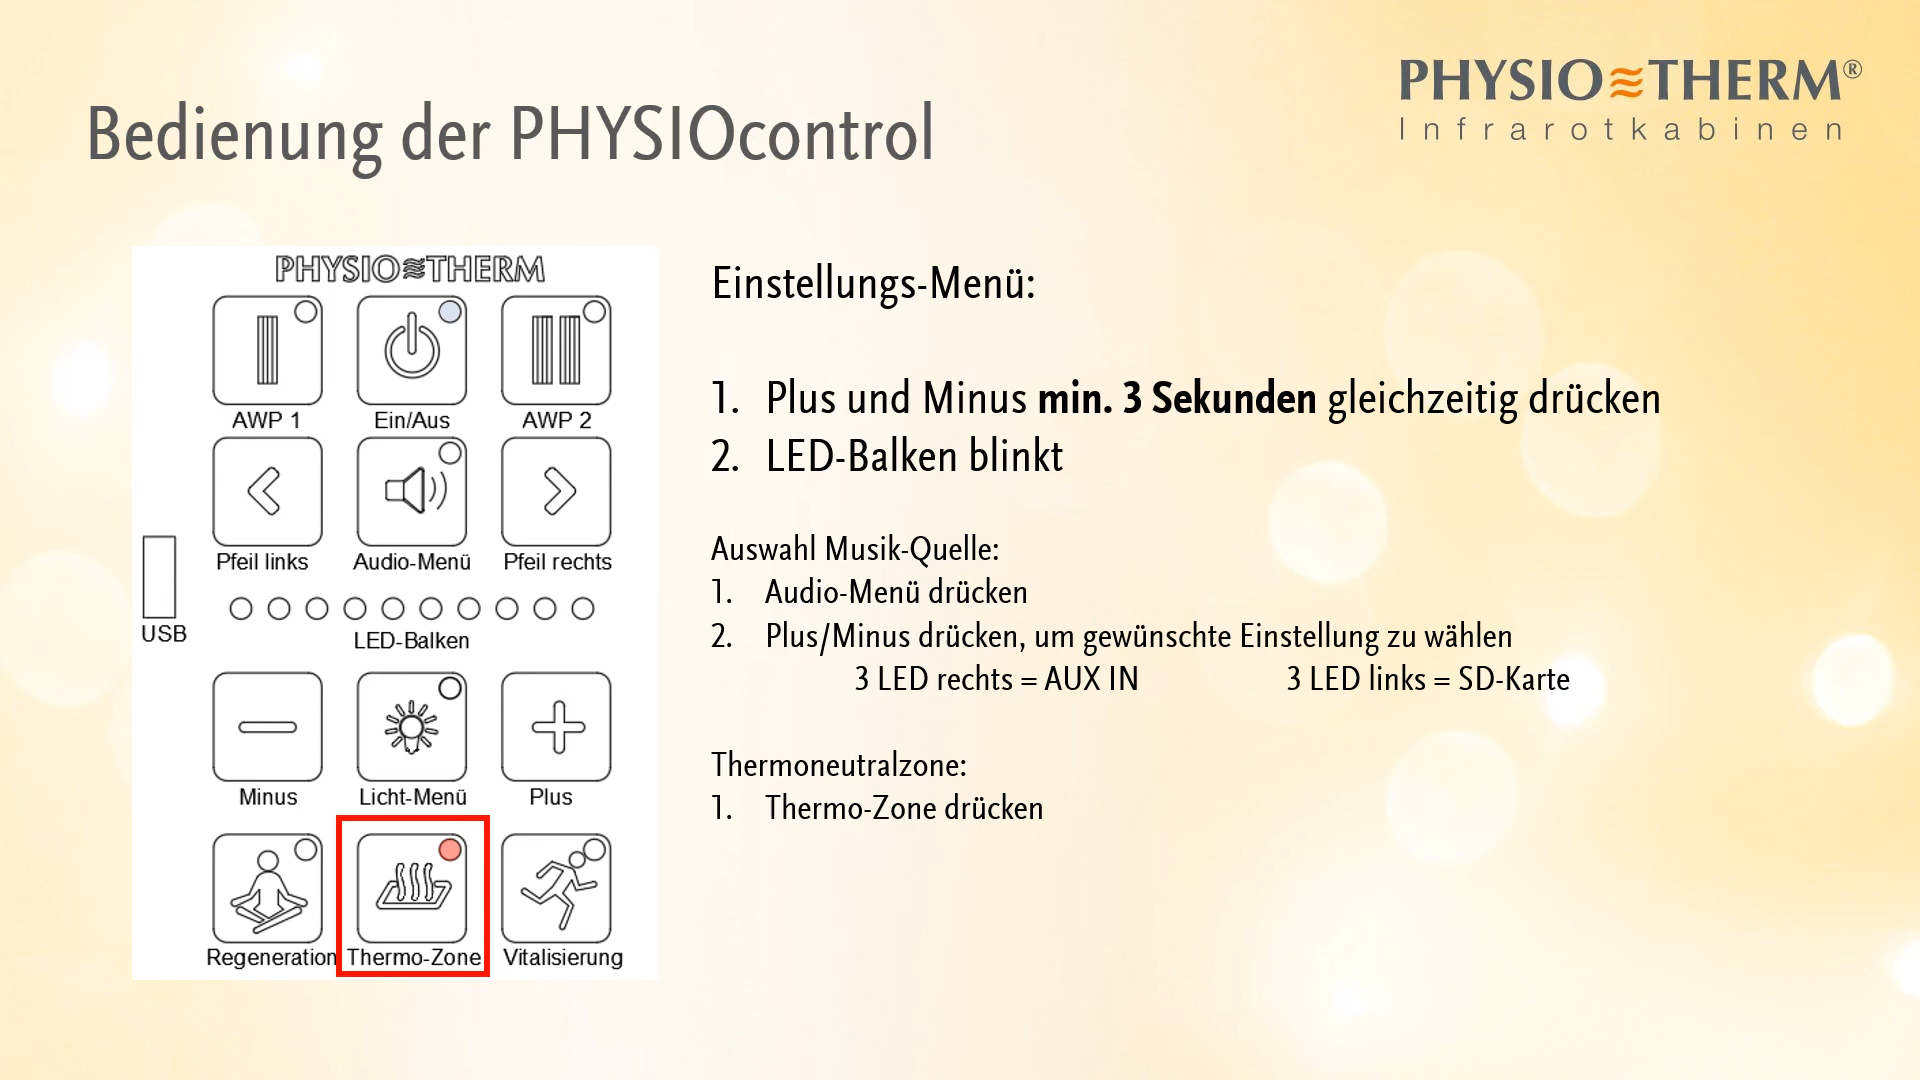 PHYSIO THERM®
Infrarotkabinen
Bedienung der PHYSIOcontrol
PHYSIO THERM
AWP 1
Ein/Aus
AWP 2
Pfeil links
Audio-Menü
Pfeil rechts
USB
LED-Balken
Minus
Licht-Menü
Plus
Regeneration
Thermo-Zone
Vitalisierung
Einstellungs-Menü:
1. Plus und Minus min. 3 Sekunden gleichzeitig drücken
2. LED-Balken blinkt
Auswahl Musik-Quelle:
1. Audio-Menü drücken
2. Plus/Minus drücken, um gewünschte Einstellung zu wählen
3 LED rechts = AUX IN 3 LED links = SD-Karte
Thermoneutralzone:
1. Thermo-Zone drücken